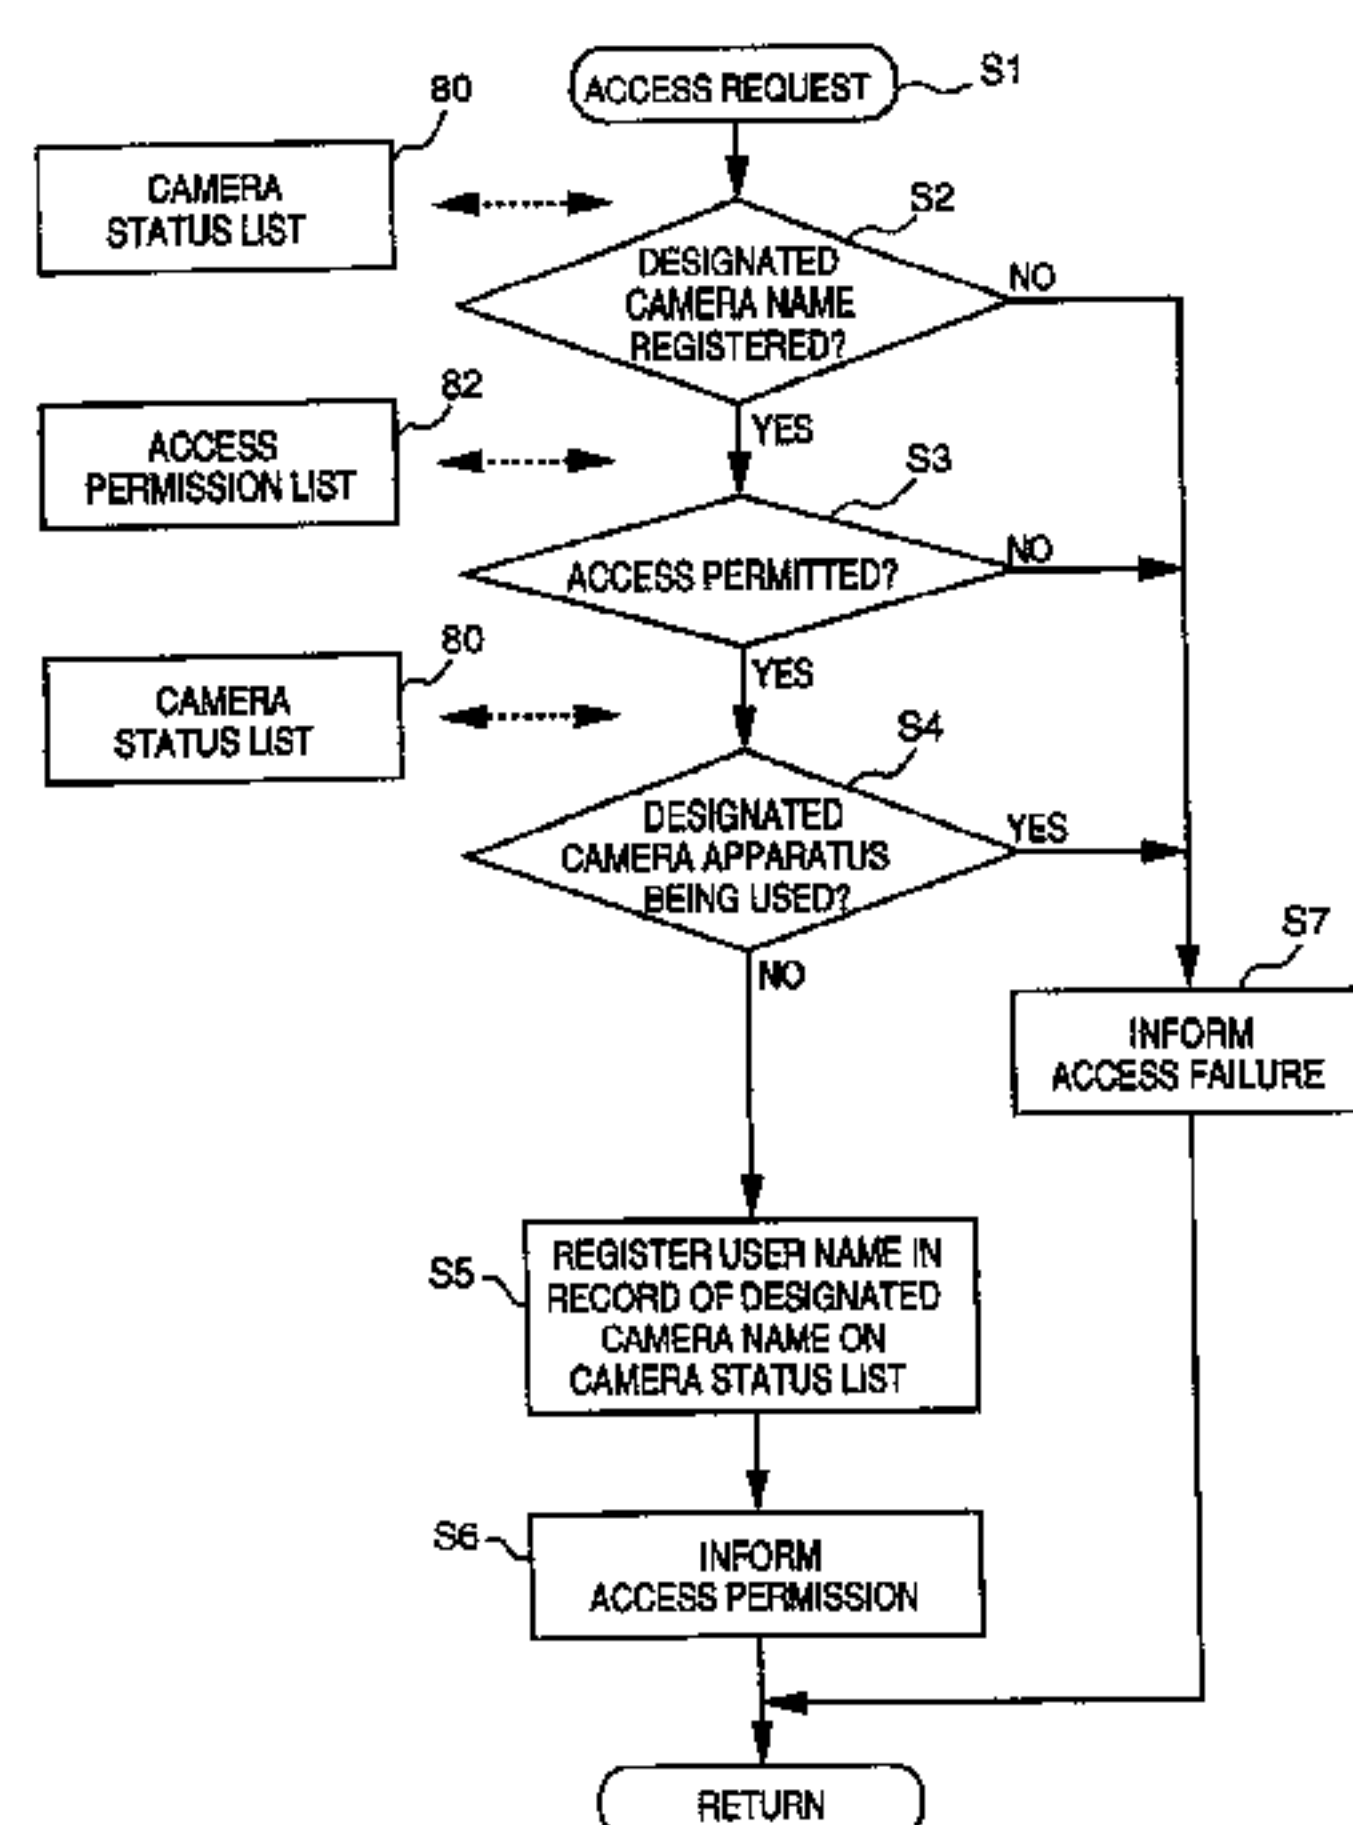 ACCESS REQUEST
S1
80
CAMERA
STATUS LIST
S2
DESIGNATED
CAMERA NAME
REGISTERED?
NO
YES
82
ACCESS
PERMISSION LIST
S3
ACCESS PERMITTED?
NO
YES
80
CAMERA
STATUS LIST
S4
DESIGNATED
CAMERA APPARATUS
BEING USED?
YES
NO
S7
INFORM
ACCESS FAILURE
S5
REGISTER USER NAME IN
RECORD OF DESIGNATED
CAMERA NAME ON
CAMERA STATUS LIST
S6
INFORM
ACCESS PERMISSION
RETURN